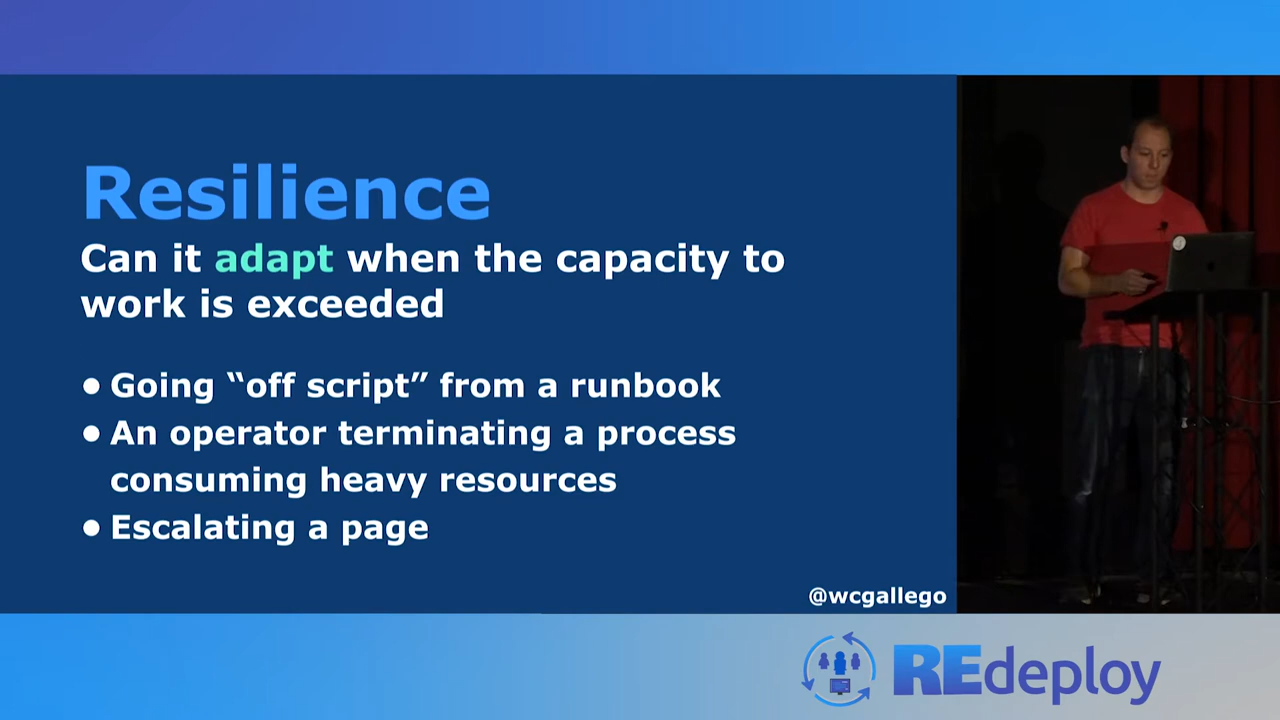 Resilience
Can it adapt when the capacity to
work is exceeded
● Going “off script” from a runbook
● An operator terminating a process
consuming heavy resources
● Escalating a page
@wcgallego
REdeploy